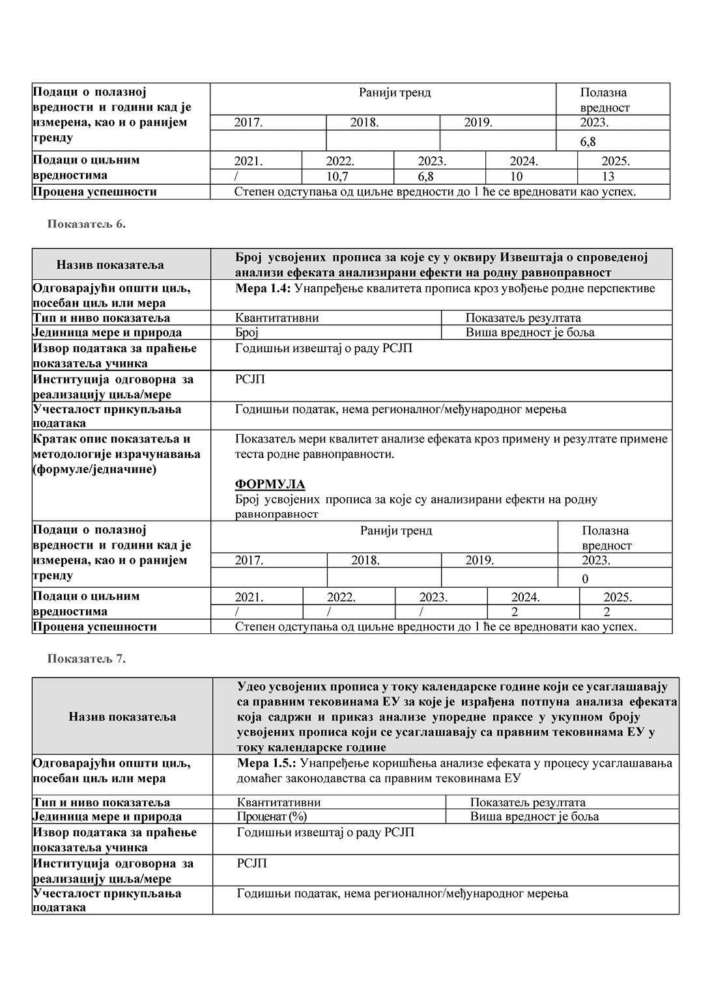 Подаци о полазној
вредности и години кад је
измерена, као и о ранијем
тренду
Ранији тренд
Полазна
вредност
2017. 2018. 2019. 2023.
6,8
Подаци о циљним
вредностима
2021. 2022. 2023. 2024. 2025.
/ 10,7 6,8 10 13
Процена успешности
Степен одступања од циљне вредности до 1 ће се вредновати као успех.
Показатељ 6.
Назив показатеља
Број усвојених прописа за које су у оквиру Извештаја о спроведеној
анализи ефеката анализирани ефекти на родну равноправност
Одговарајући општи циљ,
посебан циљ или мера
Мера 1.4: Унапређење квалитета прописа кроз увођење родне перспективе
Тип и ниво показатеља
Квантитативни
Показатељ резултата
Јединица мере и природа
Број
Виша вредност је боља
Извор података за праћење
показатеља учинка
Годишњи извештај о раду РСЈП
Институција одговорна за
реализацију циља/мере
РСЈП
Учесталост прикупљања
података
Годишњи податак, нема регионалног/међународног мерења
Кратак опис показатеља и
методологије израчунавања
(формуле/једначине)
Показатељ мери квалитет анализе ефеката кроз примену и резултате примене
теста родне равноправности.
ФОРМУЛА
Број усвојених прописа за које су анализирани ефекти на родну
равноправност
Подаци о полазној
вредности и години кад је
измерена, као и о ранијем
тренду
Ранији тренд
Полазна
вредност
2017. 2018. 2019. 2023.
0
Подаци о циљним
вредностима
2021. 2022. 2023. 2024. 2025.
/ / / 2 2
Процена успешности
Степен одступања од циљне вредности до 1 ће се вредновати као успех.
Показатељ 7.
Назив показатеља
Удео усвојених прописа у току календарске године који се усаглашавају
са правним тековинама ЕУ за које је израђена потпуна анализа ефеката
која садржи и приказ анализе упоредне праксе у укупном броју
усвојених прописа који се усаглашавају са правним тековинама ЕУ у
току календарске године
Одговарајући општи циљ,
посебан циљ или мера
Мера 1.5.: Унапређење коришћења анализе ефеката у процесу усаглашавања
домаћег законодавства са правним тековинама ЕУ
Тип и ниво показатеља
Квантитативни
Показатељ резултата
Јединица мере и природа
Проценат (%)
Виша вредност је боља
Извор података за праћење
показатеља учинка
Годишњи извештај о раду РСЈП
Институција одговорна за
реализацију циља/мере
РСЈП
Учесталост прикупљања
података
Годишњи податак, нема регионалног/међународног мерења